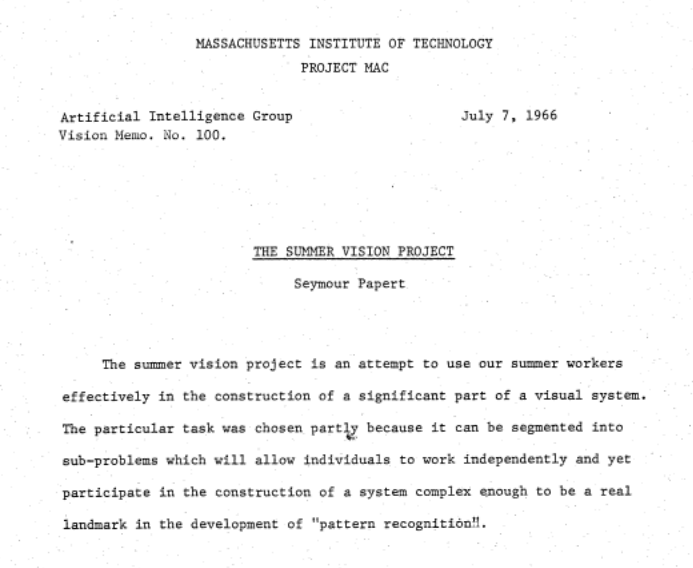 MASSACHUSETTS INSTITUTE OF TECHNOLOGY
PROJECT MAC
Artificial Intelligence Group July 7, 1966
Vision Memo. No. 100.
THE SUMMER VISION PROJECT
Seymour Papert
The summer vision project is an attempt to use our summer workers
effectively in the construction of a significant part of a visual system.
The particular task was chosen partly because it can be segmented into
sub-problems which will allow individuals to work independently and yet
participate in the construction of a system complex enough to be a real
landmark in the development of "pattern recognition".